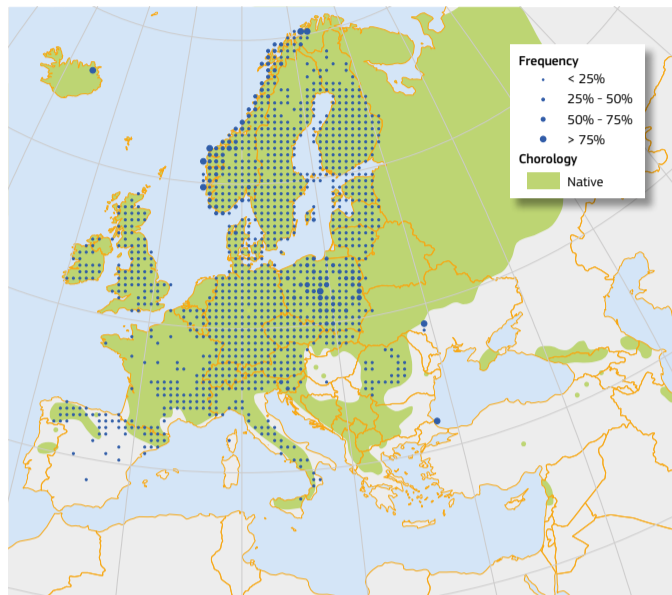 Frequency
< 25%
25% - 50%
50% - 75%
> 75%
Chorology
Native